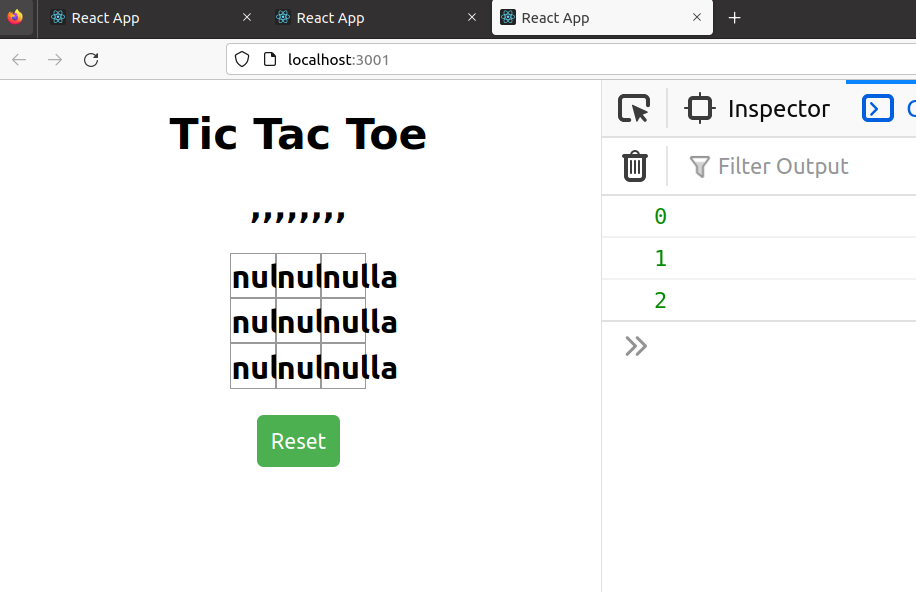 React App
React App
React App
localhost:3001
Tic Tac Toe
,,,,,,,,
nul nul nulla
nul nul nulla
nul nul nulla
Reset
Inspector
Filter Output
0
1
2